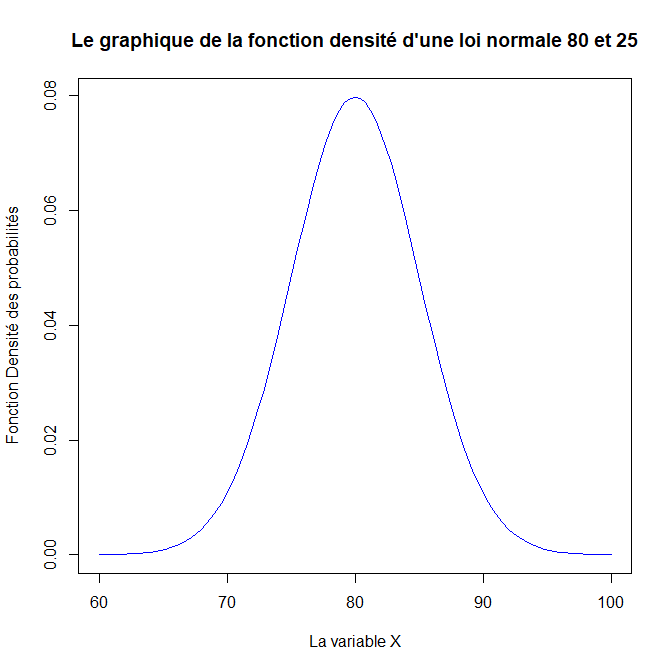 Le graphique de la fonction densité d'une loi normale 80 et 25
Fonction Densité des probabilités
0.08
0.06
0.04
0.02
0.00
60 70 80 90 100
La variable X